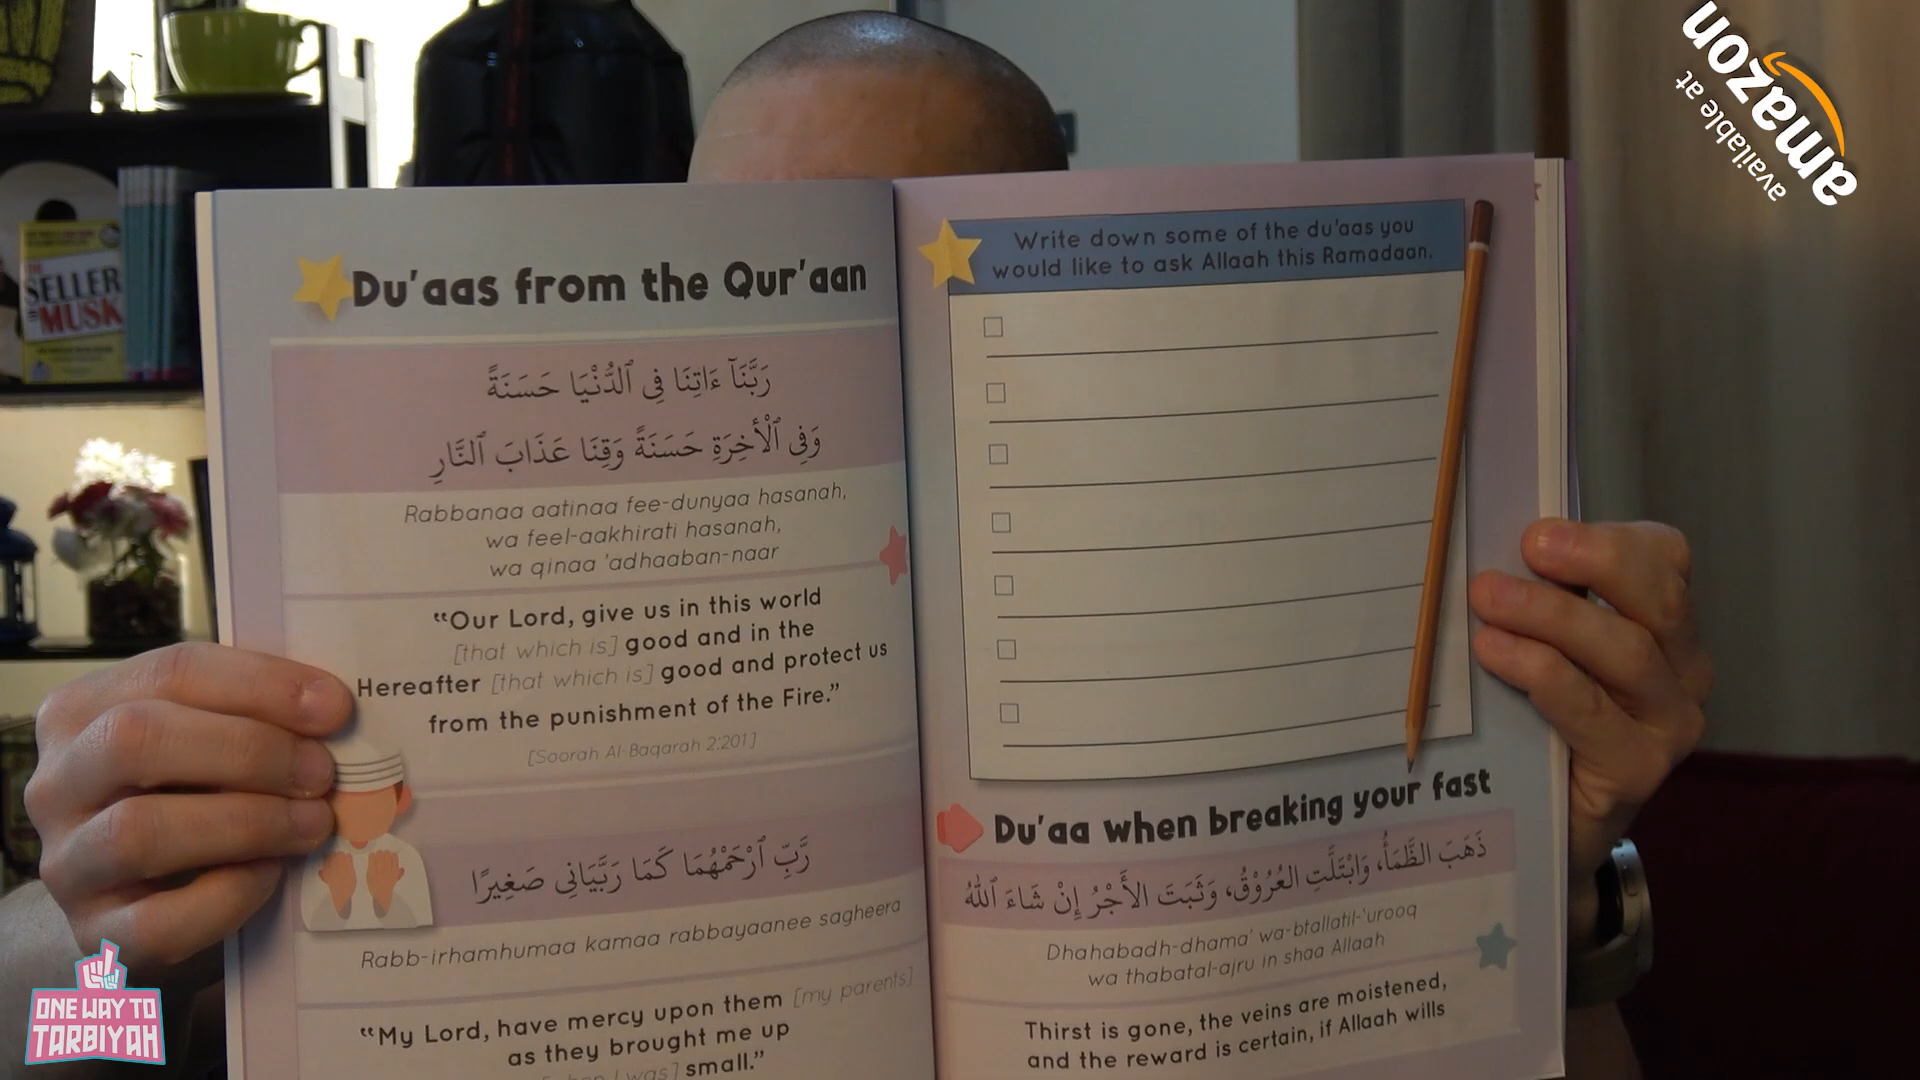 available at
amazon
THE
SELLER
MUSK
Du'aas from the Qur'aan
رَبَّنَآ ءَاتِنَا فِى ٱلدُّنْيَا حَسَنَةً
وَفِى ٱلْأَخِرَةِ حَسَنَةً وَقِنَا عَذَابَ ٱلنَّارِ
Rabbanaa aatinaa fee-dunyaa hasanah,
wa feel-aakhirati hasanah,
wa qinaa 'adhaaban-naar
“Our Lord, give us in this world
[that which is] good and in the
Hereafter [that which is] good and protect us
from the punishment of the Fire.”
[Soorah Al-Baqarah 2:201]
رَّبِّ ٱرْحَمْهُمَا كَمَا رَبَّيَانِى صَغِيرًا
Rabb-irhamhumaa kamaa rabbayaanee sagheera
“My Lord, have mercy upon them [my parents]
as they brought me up
I was] small.”
Write down some of the du'aas you
would like to ask Allaah this Ramadaan.
Du'aa when breaking your fast
ذَهَبَ الظَّمَأُ، وَابْتَلَّتِ العُرُوْقُ، وَثَبَتَ الأَجْرُ إِنْ شَاءَ ٱللَّٰهُ
Dhahabadh-dhama' wa-btallatil-'urooq
wa thabatal-ajru in shaa Allaah
Thirst is gone, the veins are moistened,
and the reward is certain, if Allaah wills
ONE WAY TO
TARBIYAH